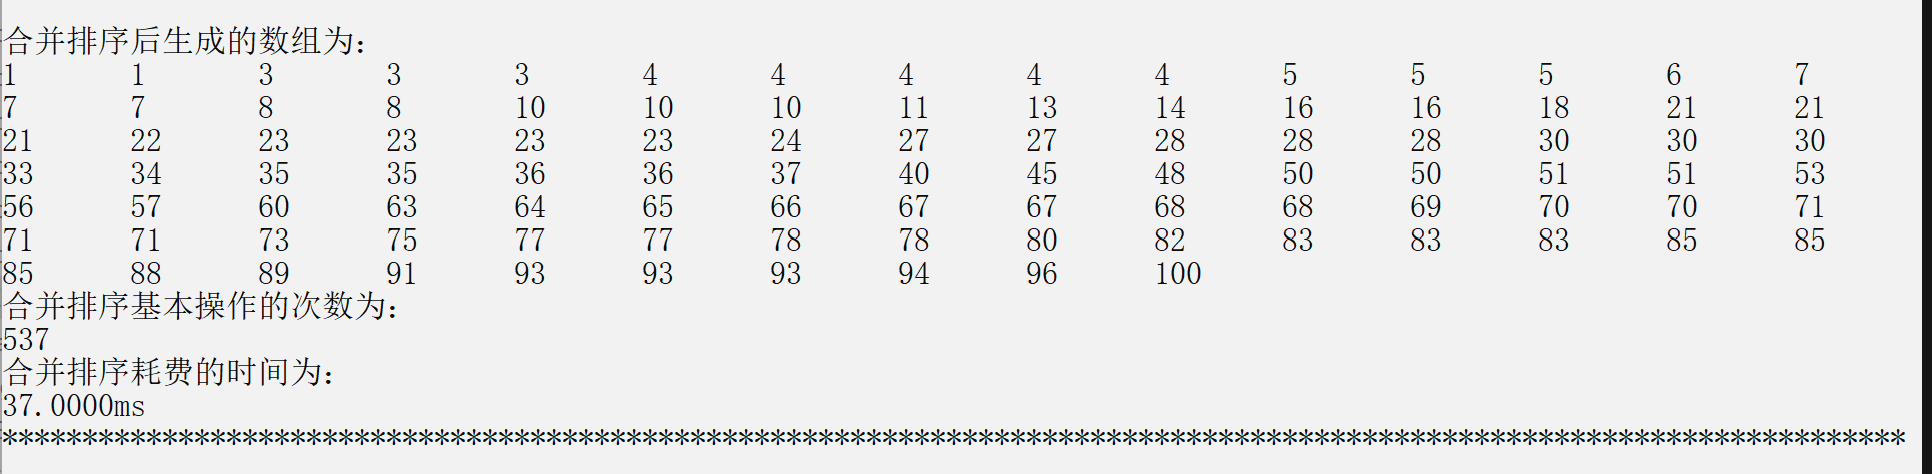 合并排序后生成的数组为：
1 1 3 3 3 4 4 4 4 4 5 5 5 6 7
7 7 8 8 10 10 10 11 13 14 16 16 18 21 21
21 22 23 23 23 23 24 27 27 28 28 28 30 30 30
33 34 35 35 36 36 37 40 45 48 50 50 51 51 53
56 57 60 63 64 65 66 67 67 68 68 69 70 70 71
71 71 73 75 77 77 78 78 80 82 83 83 83 85 85
85 88 89 91 93 93 93 94 96 100
合并排序基本操作的次数为：
537
合并排序耗费的时间为：
37.0000ms
***********************************************************************************************************************